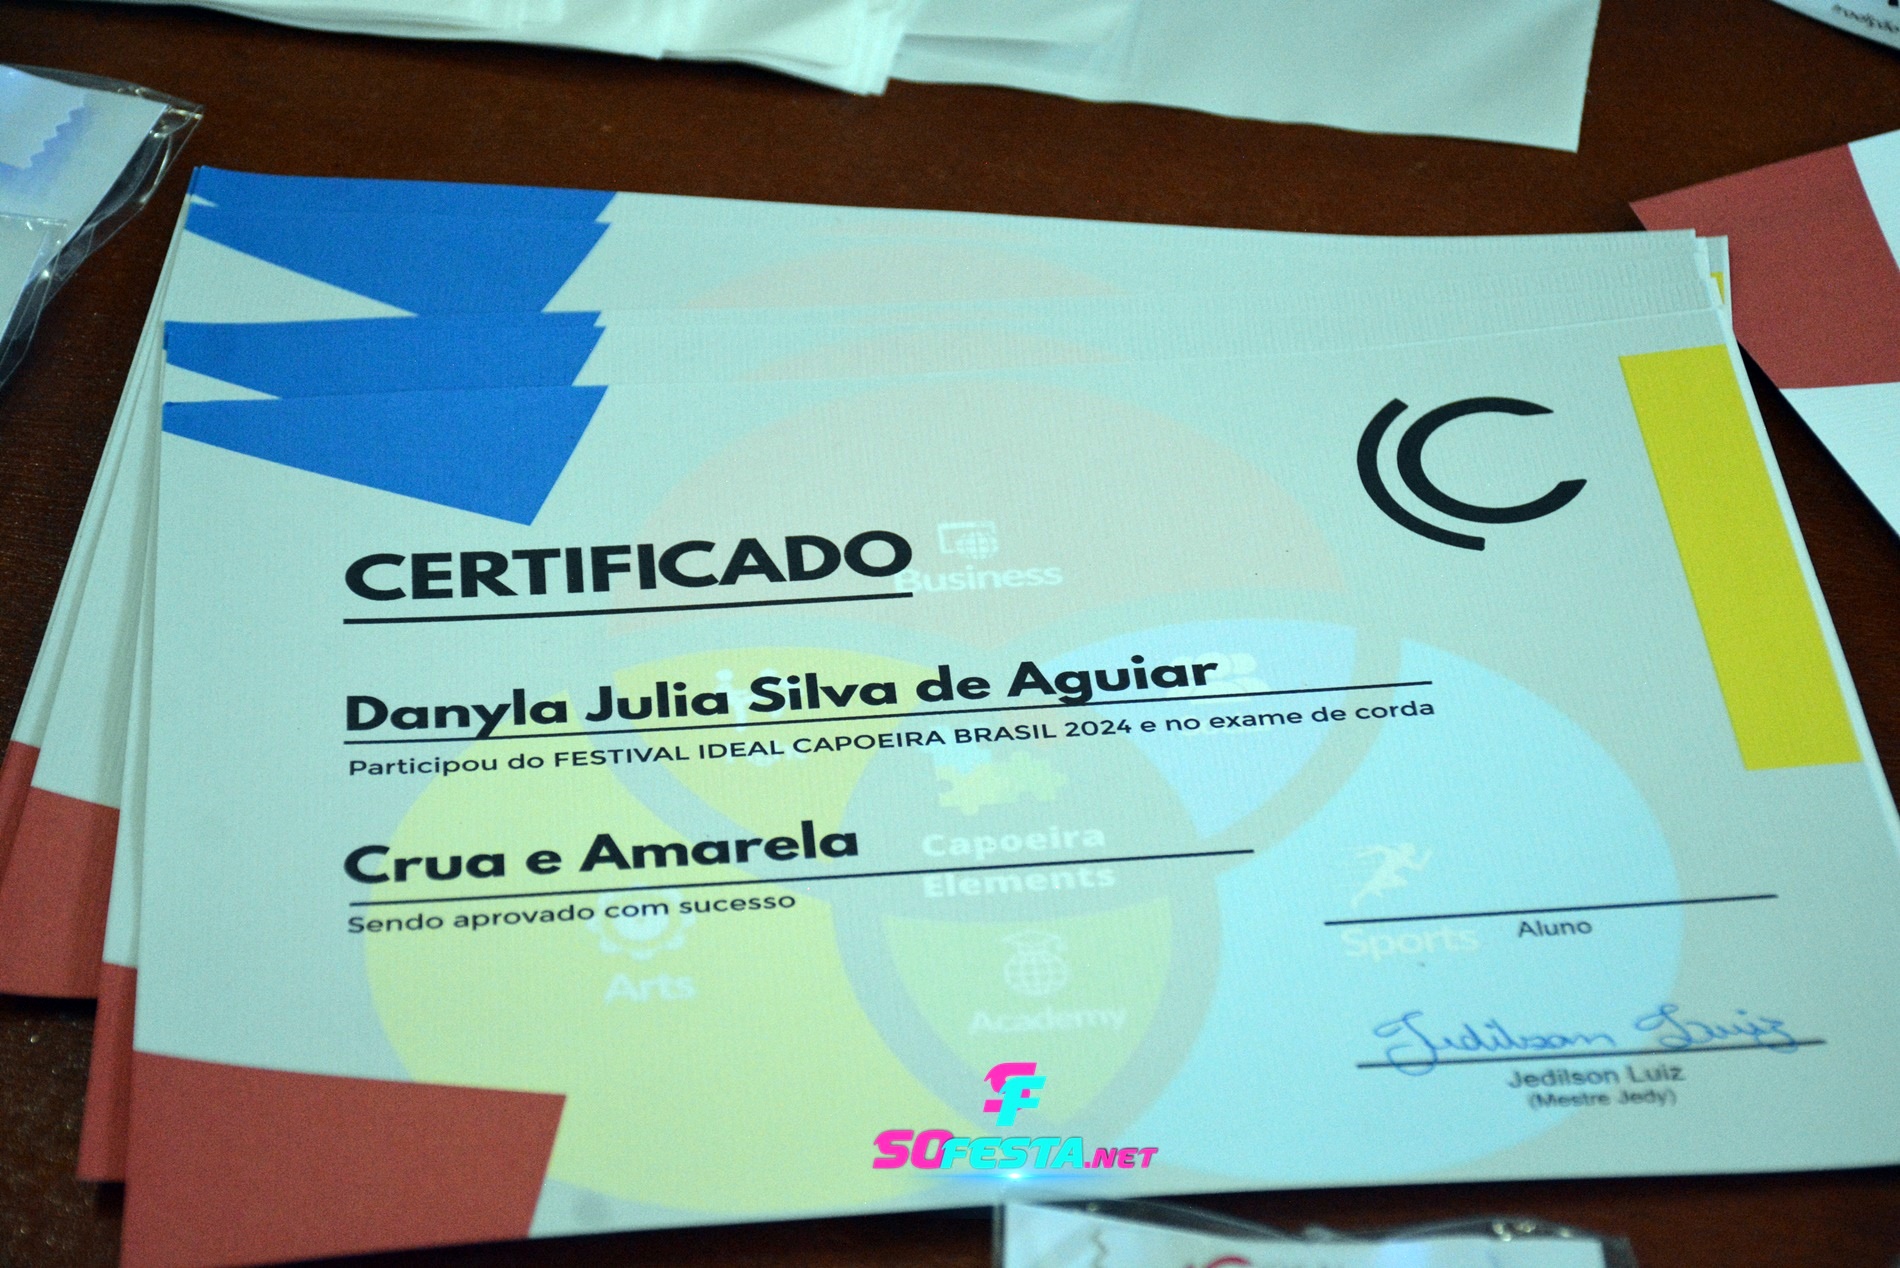 CERTIFICADO
Business
Danyla Julia Silva de Aguiar
Participou do FESTIVAL IDEAL CAPOEIRA BRASIL 2024 e no exame de corda
Crua e Amarela
Sendo aprovado com sucesso
Capoeira
Elements
Arts
Academy
Sports
Aluno
Jedilson Luiz
Jedilson Luiz
(Mestre Jedy)
SF
SOFESTA.NET